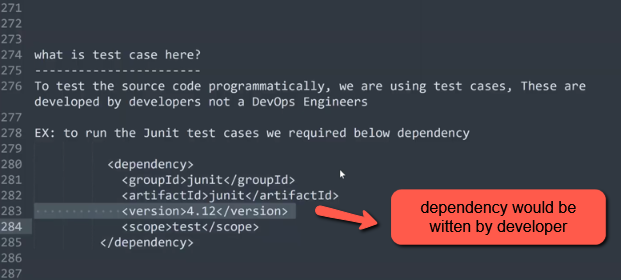 271
272
273
274 what is test case here?
275 -----------------------
276 To test the source code programmatically, we are using test cases, These are
developed by developers not a DevOps Engineers
277
278 EX: to run the Junit test cases we required below dependency
279
280 <dependency>
281 <groupId>junit</groupId>
282 <artifactId>junit</artifactId>
283 <version>4.12</version>
284 <scope>test</scope>
285 </dependency>
286
287
dependency would be
witten by developer